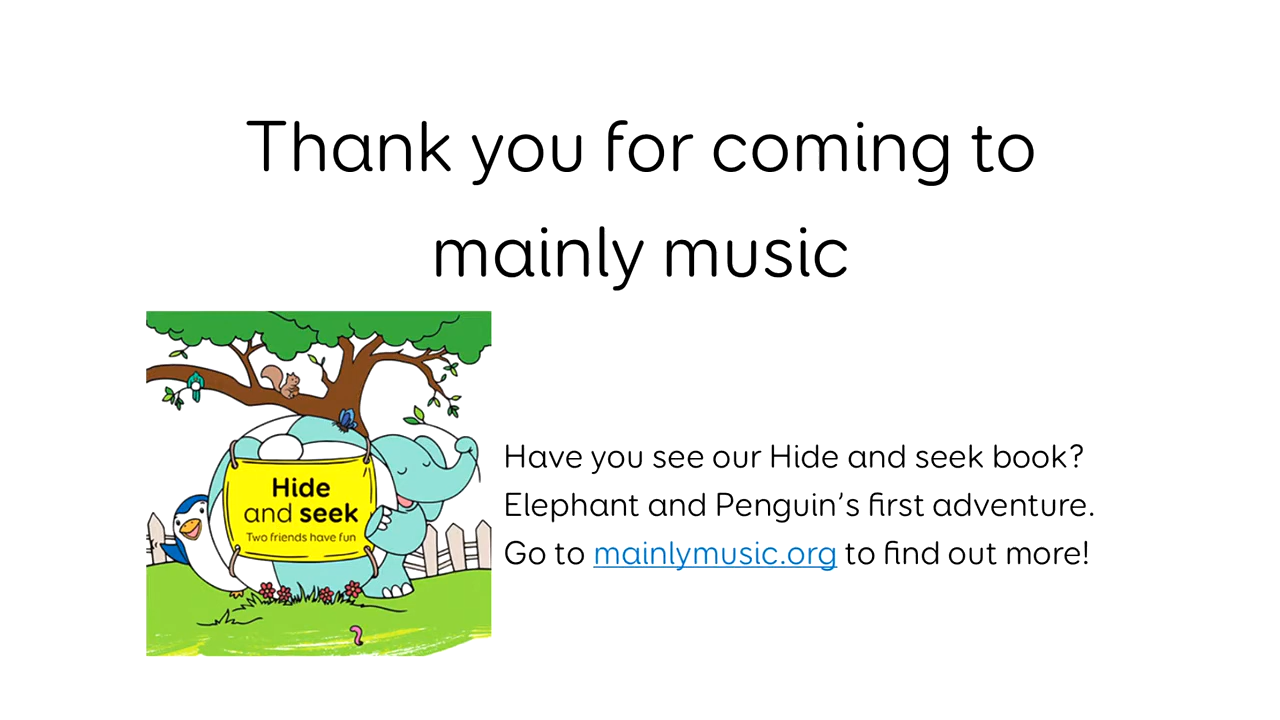 Thank you for coming to
mainly music
Hide
and seek
Two friends have fun
Have you see our Hide and seek book?
Elephant and Penguin’s first adventure.
Go to mainlymusic.org to find out more!